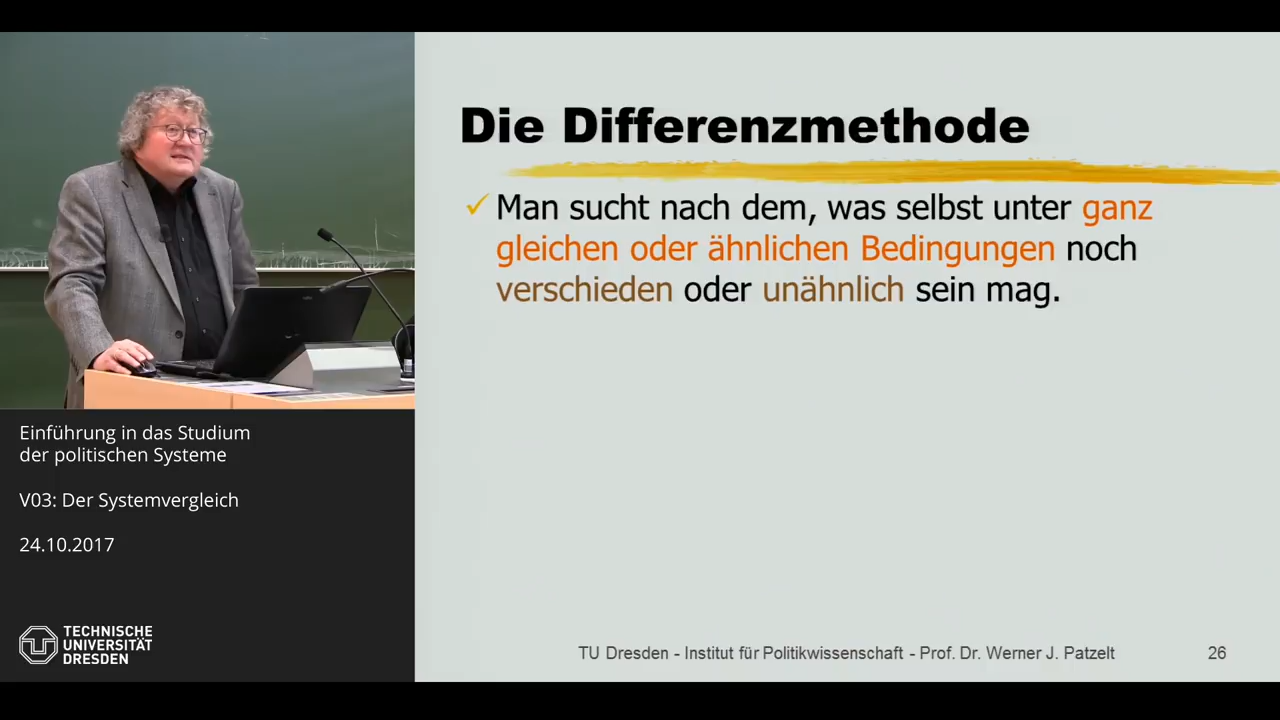 Die Differenzmethode
✓ Man sucht nach dem, was selbst unter ganz
gleichen oder ähnlichen Bedingungen noch
verschieden oder unähnlich sein mag.
Einführung in das Studium
der politischen Systeme
V03: Der Systemvergleich
24.10.2017
TECHNISCHE
UNIVERSITÄT
DRESDEN
TU Dresden - Institut für Politikwissenschaft - Prof. Dr. Werner J. Patzelt
26